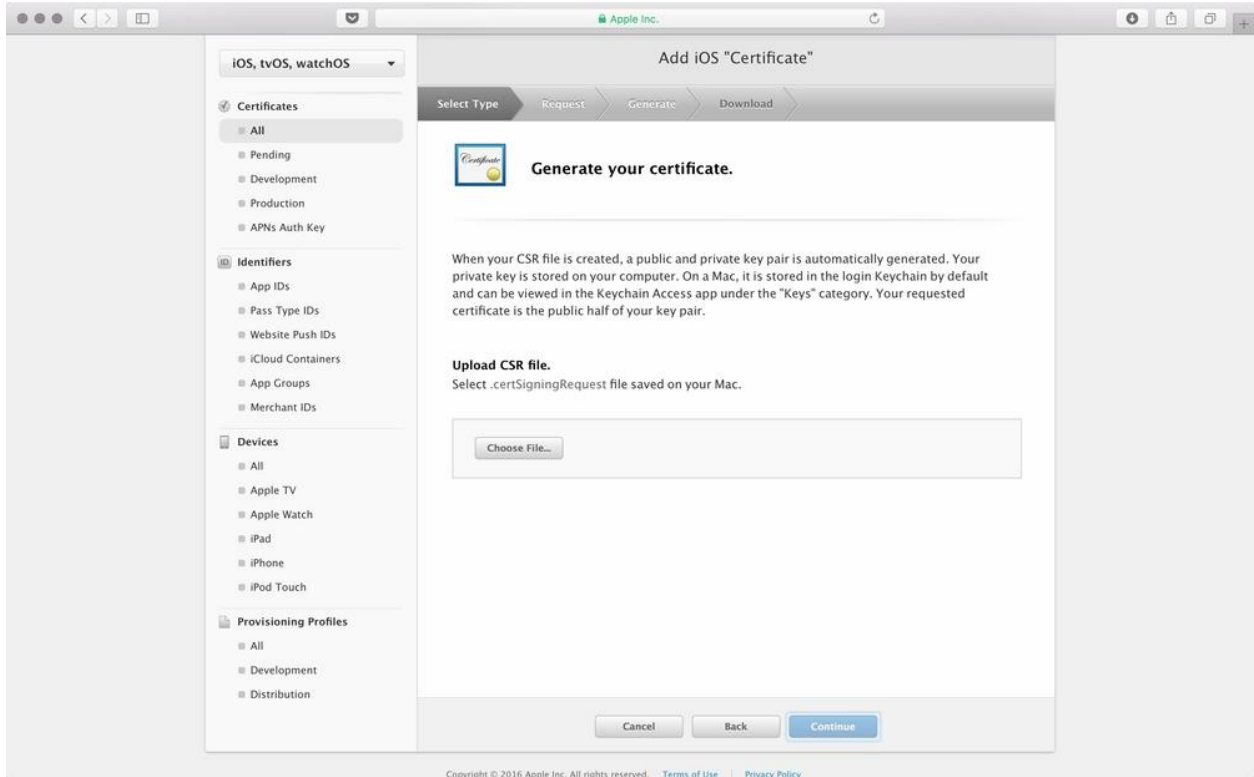 Apple Inc.
iOS, tvOS, watchOS
Certificates
All
Pending
Development
Production
APNs Auth Key
ID Identifiers
App IDs
Pass Type IDs
Website Push IDs
iCloud Containers
App Groups
Merchant IDs
Devices
All
Apple TV
Apple Watch
iPad
iPhone
iPod Touch
Provisioning Profiles
All
Development
Distribution
Add iOS "Certificate"
Select Type Request Generate Download
Certificate
Generate your certificate.
When your CSR file is created, a public and private key pair is automatically generated. Your
private key is stored on your computer. On a Mac, it is stored in the login Keychain by default
and can be viewed in the Keychain Access app under the "Keys" category. Your requested
certificate is the public half of your key pair.
Upload CSR file.
Select .certSigningRequest file saved on your Mac.
Choose File...
Cancel Back Continue
Copyright © 2016 Apple Inc. All rights reserved. Terms of Use | Privacy Policy